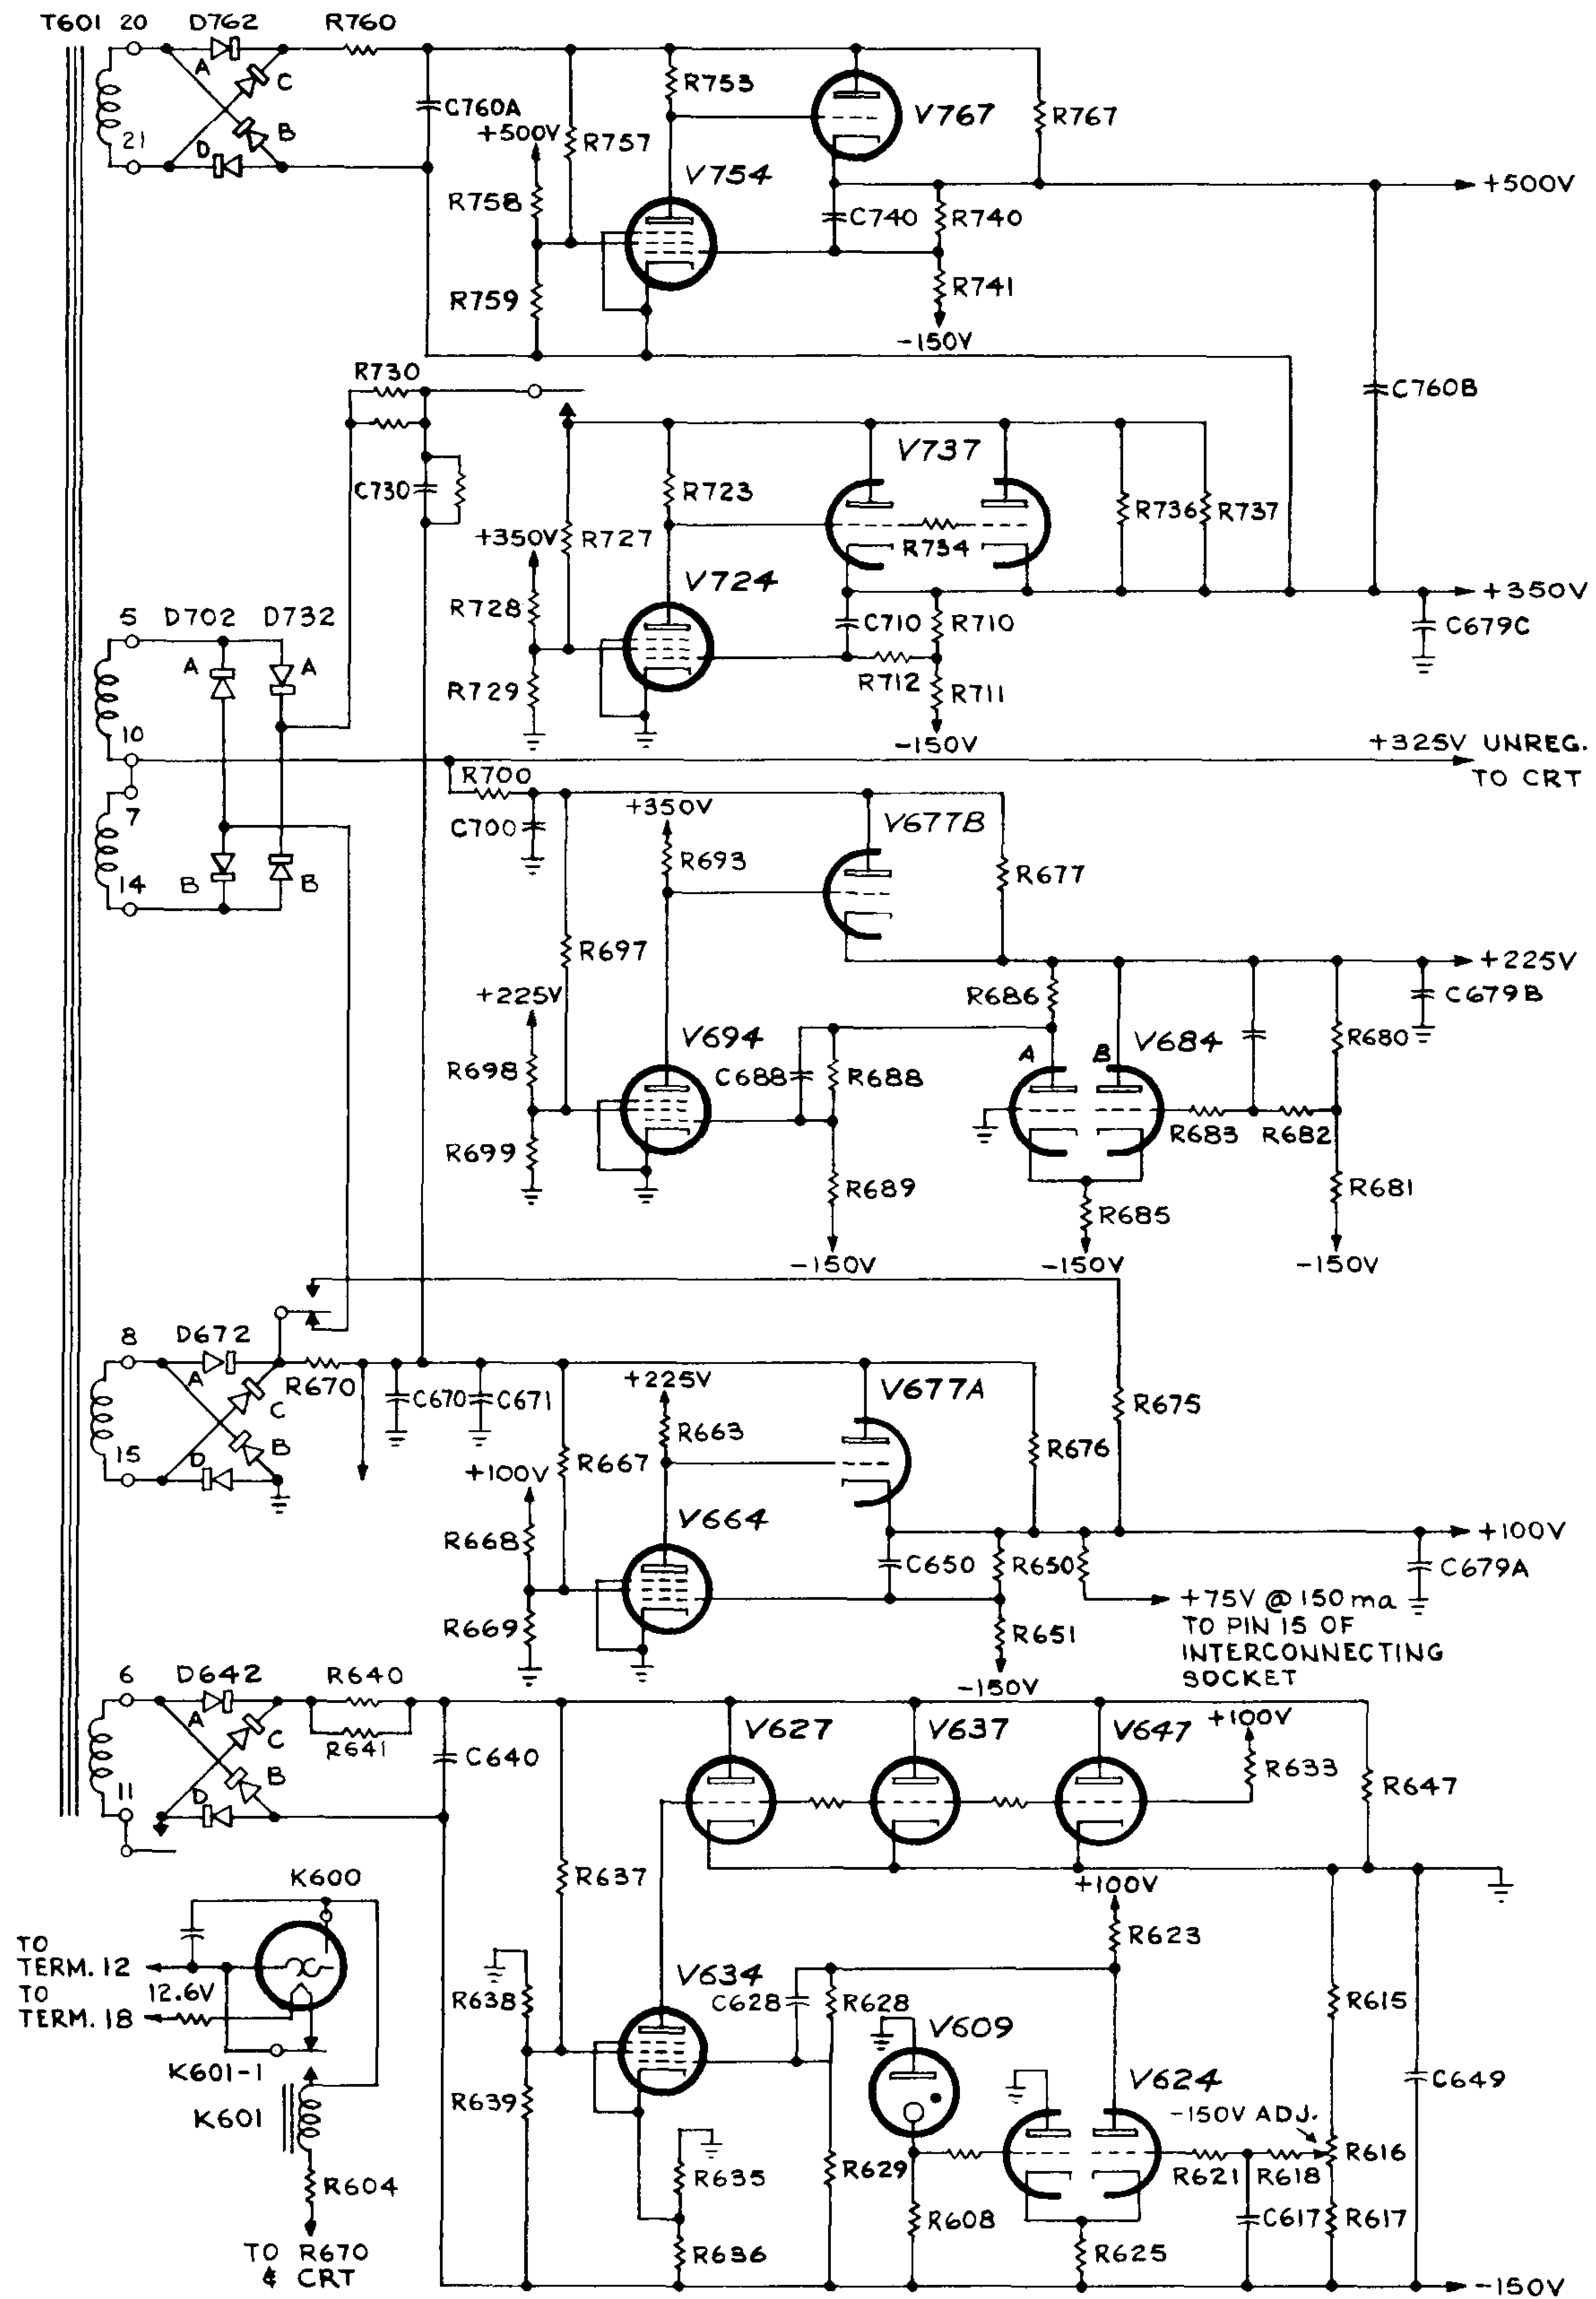 T601 20 D762 R760
A
C
B
D
21
C760A
+500V
R757
R753
V767
R767
V754
R758
C740
R740
+500V
R759
R741
-150V
R730
C760B
C730
+350V
R727
R723
V737
R734
R736
R737
V724
+350V
5 D702 D732
R728
C710
R710
C679C
A
A
R729
R712
R711
10
-150V
+325V UNREG.
TO CRT
R700
7
C700
+350V
V677B
R693
R677
14
B
B
R697
+225V
+225V
R686
C679B
V694
V684
R680
R698
C688
R688
A
B
R683
R682
R699
R689
R685
R681
-150V
-150V
-150V
8 D672
A
C
B
D
15
R670
C670
C671
+225V
V677A
R675
R663
R676
+100V
R667
V664
+100V
R668
C650
R650
C679A
+75V @ 150 ma
TO PIN 15 OF
INTERCONNECTING
SOCKET
R669
R651
-150V
6 D642 R640
A
C
B
D
R641
11
C640
V627
V637
V647
+100V
R633
R647
R637
K600
+100V
R623
TO
TERM. 12
12.6V
TO
TERM. 18
K601-1
K601
R604
TO R670
& CRT
V634
R638
C628
R628
R615
V609
R639
V624
C649
-150V ADJ.
R616
R635
R629
R621
R618
R608
C617
R617
R636
R625
-150V